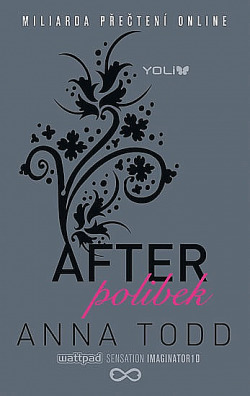 MILIARDA PŘEČTENÍ ONLINE
YOLi
AFTER
polibek
ANNA TODD
wattpad SENSATION IMAGINATOR1D